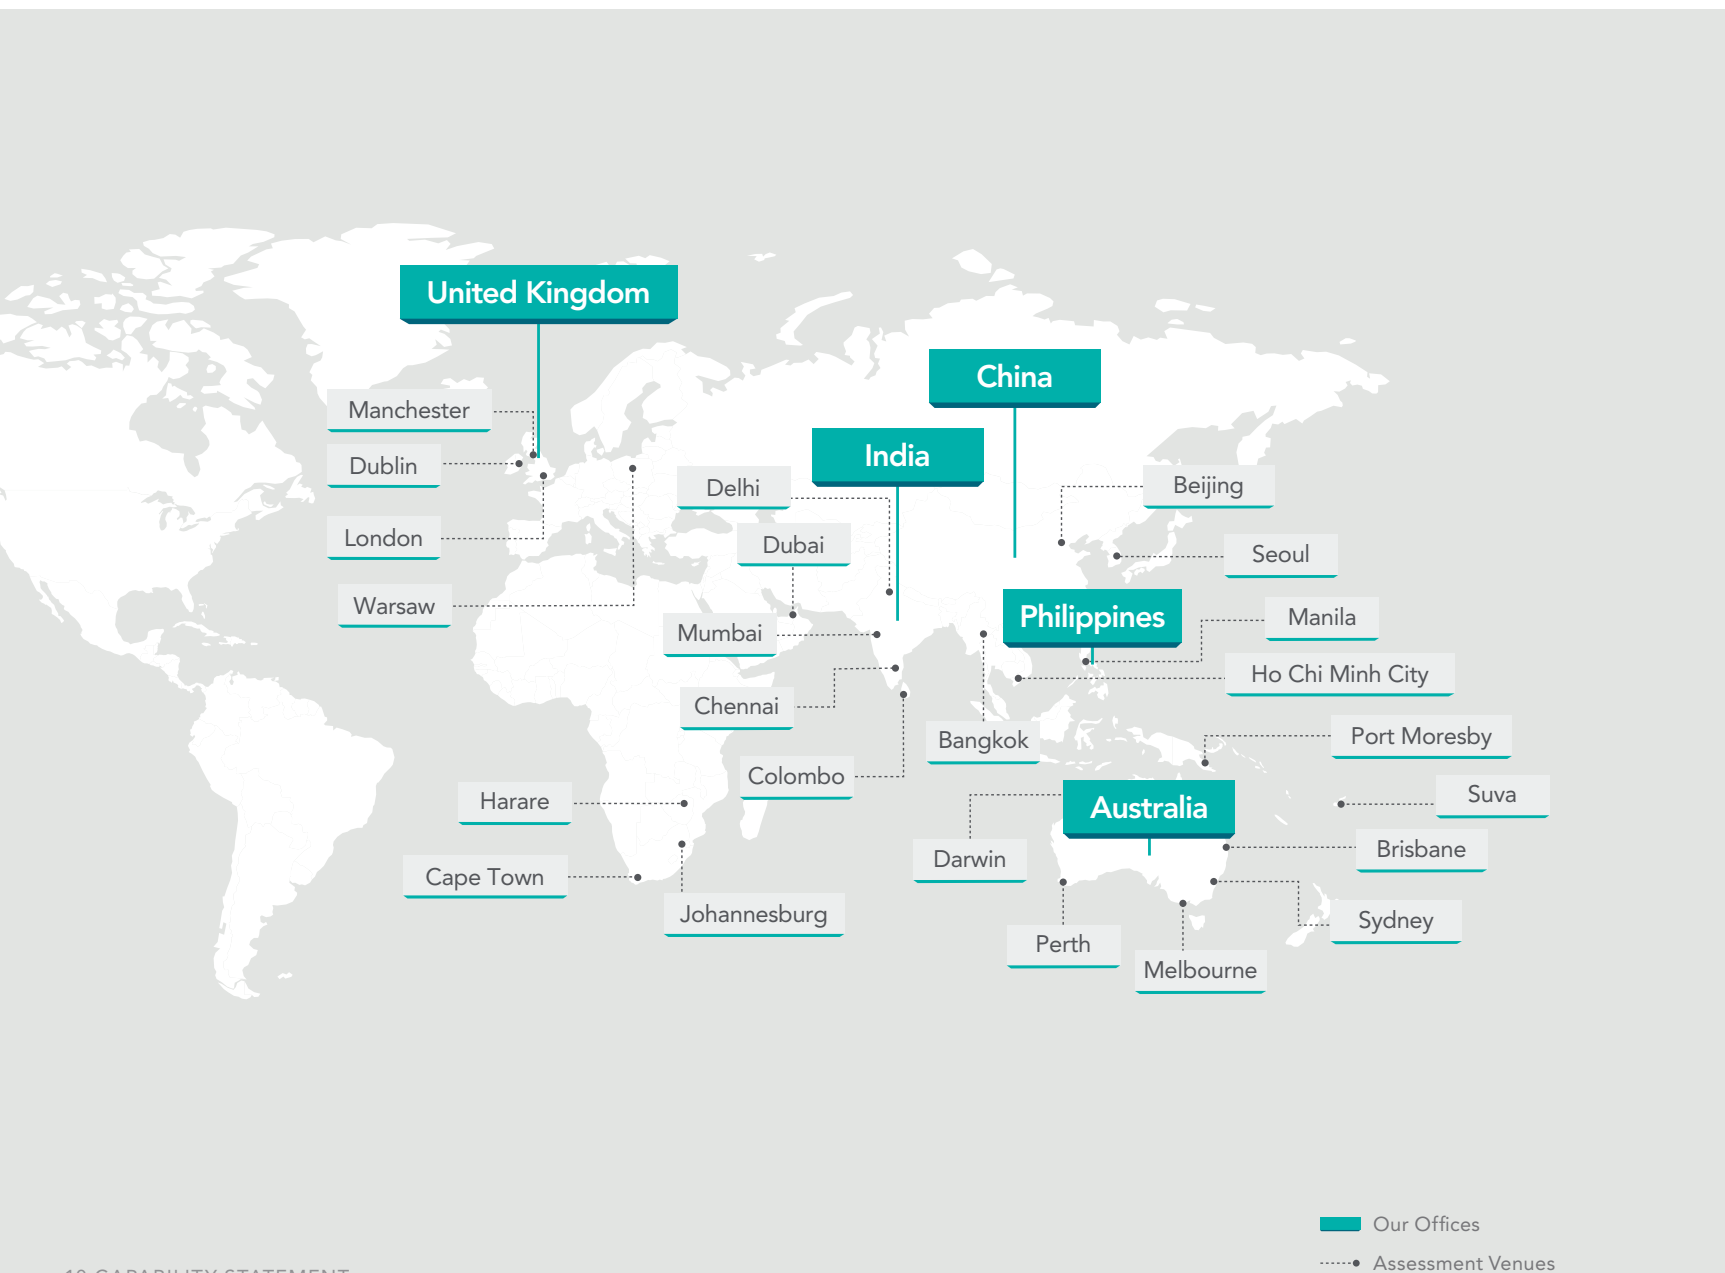 United Kingdom
China
Manchester
India
Dublin
Delhi
Beijing
London
Dubai
Seoul
Warsaw
Philippines
Manila
Mumbai
Ho Chi Minh City
Chennai
Bangkok
Port Moresby
Colombo
Harare
Australia
Suva
Darwin
Brisbane
Cape Town
Johannesburg
Sydney
Perth
Melbourne
Our Offices
Assessment Venues
CAPABILITY STATEMENT